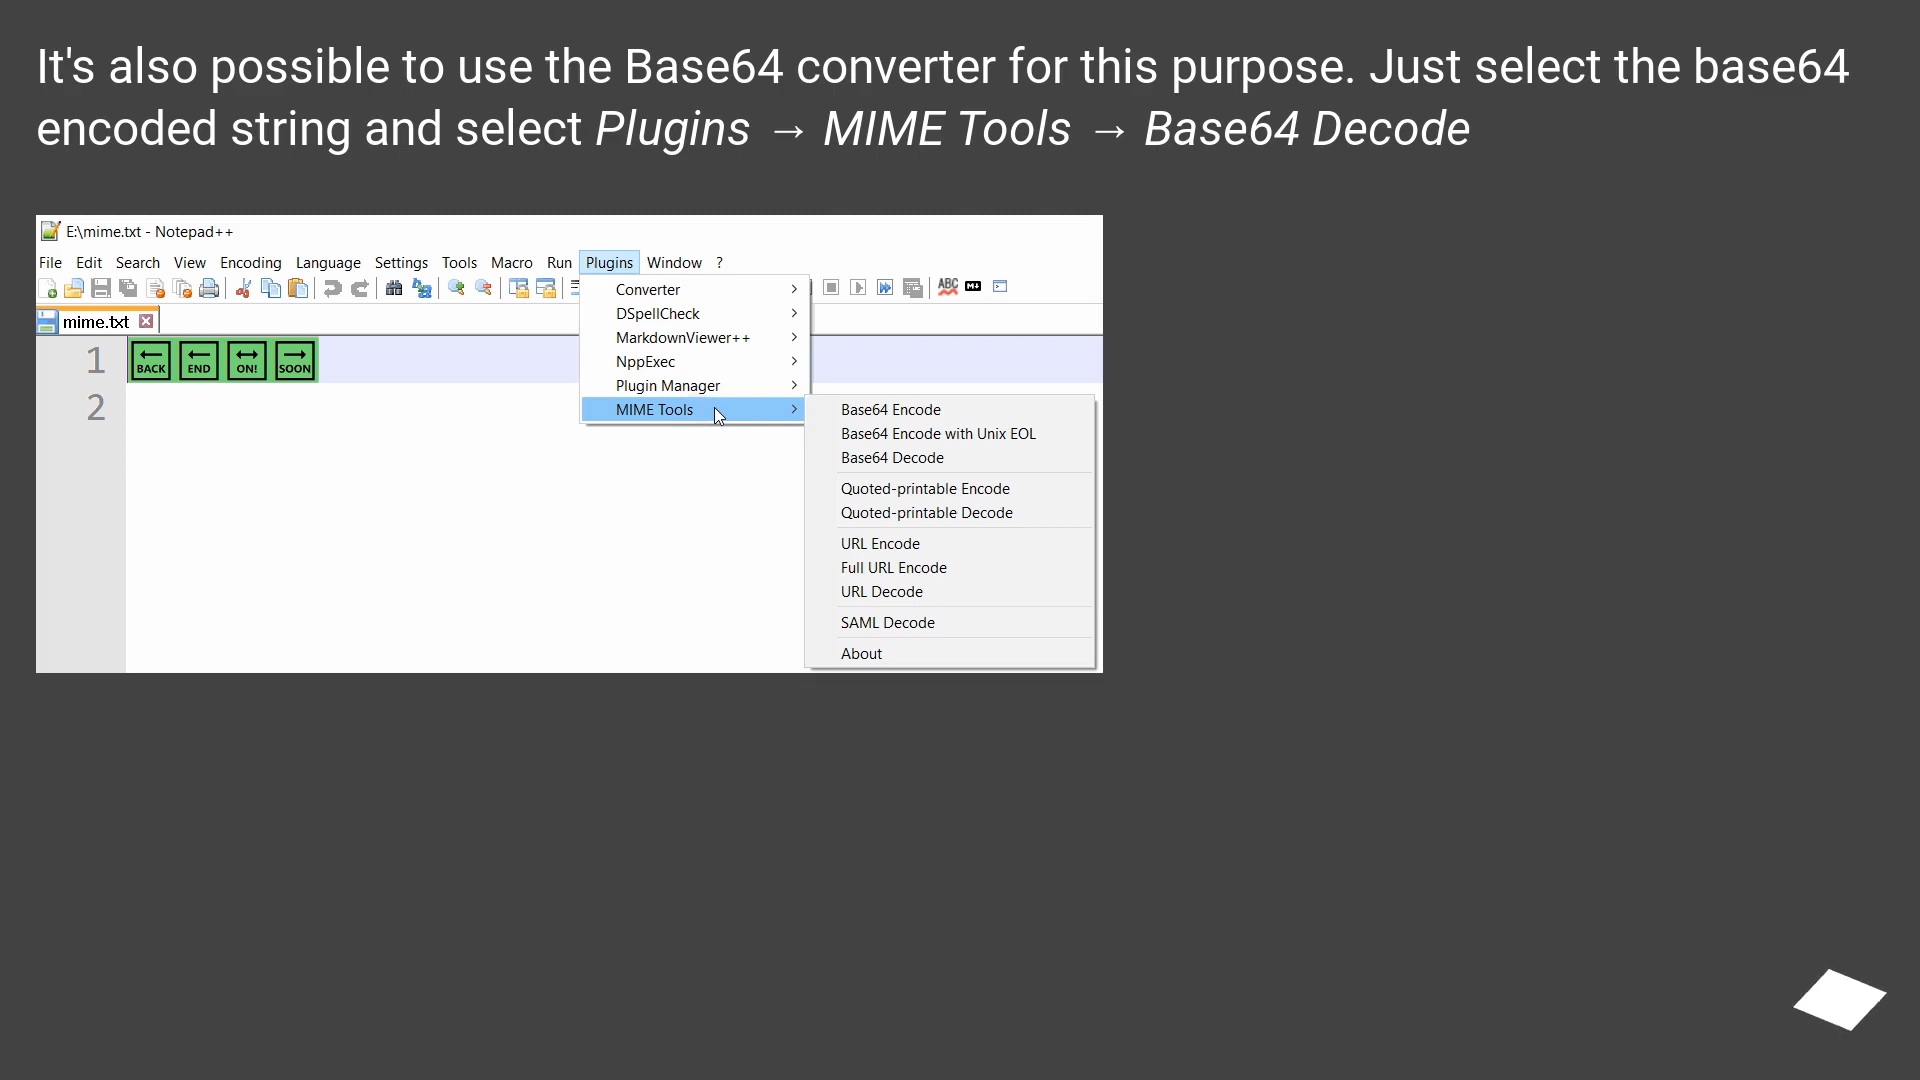 It's also possible to use the Base64 converter for this purpose. Just select the base64
encoded string and select Plugins → MIME Tools → Base64 Decode
E:\mime.txt - Notepad++
File Edit Search View Encoding Language Settings Tools Macro Run Plugins Window ?
ABC
mime.txt
1 🔙🔚🔛🔜
2
Converter
DSpellCheck
MarkdownViewer++
NppExec
Plugin Manager
MIME Tools
Base64 Encode
Base64 Encode with Unix EOL
Base64 Decode
Quoted-printable Encode
Quoted-printable Decode
URL Encode
Full URL Encode
URL Decode
SAML Decode
About